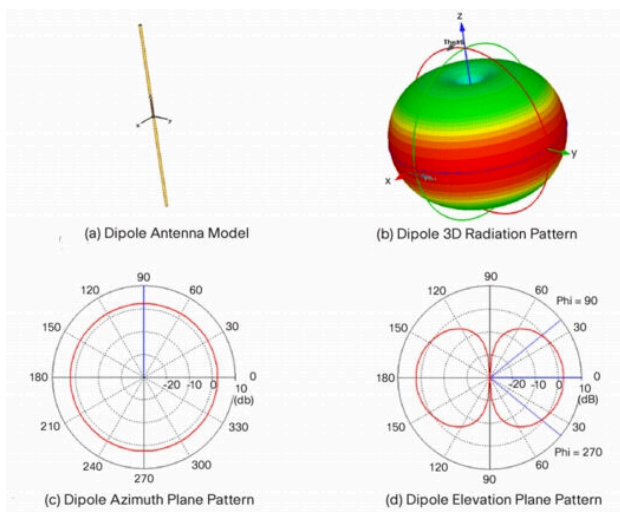 z
Theta
x
y
x
y
Phi
(a) Dipole Antenna Model
(b) Dipole 3D Radiation Pattern
90
120
60
150
30
180
-20 -10 0
0
10
(db)
210
330
240
300
270
90
120
60
Phi = 90
150
30
180
-20 -10 0
0
10
(dB)
150
30
120
60
Phi = 270
90
(c) Dipole Azimuth Plane Pattern
(d) Dipole Elevation Plane Pattern